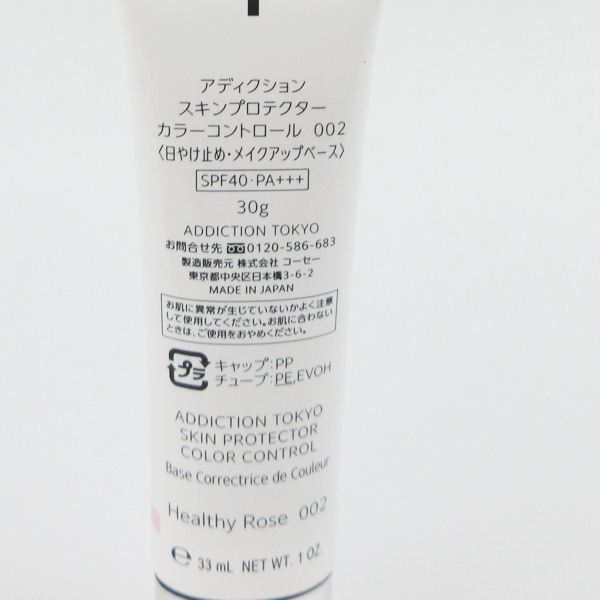 アディクション
スキンプロテクター
カラーコントロール 002
〈日やけ止め・メイクアップベース〉
SPF40・PA+++
30g
ADDICTION TOKYO
お問合せ先 0120-586-683
製造販売元 株式会社 コーセー
東京都中央区日本橋3-6-2
MADE IN JAPAN
お肌に異常が生じていないかよく注意
して使用してください。お肌に合わない
ときは、ご使用をおやめください。
プラ
キャップ:PP
チューブ:PE,EVOH
ADDICTION TOKYO
SKIN PROTECTOR
COLOR CONTROL
Base Correctrice de Couleur
Healthy Rose 002
℮ 33 mL NET WT. 1 OZ.